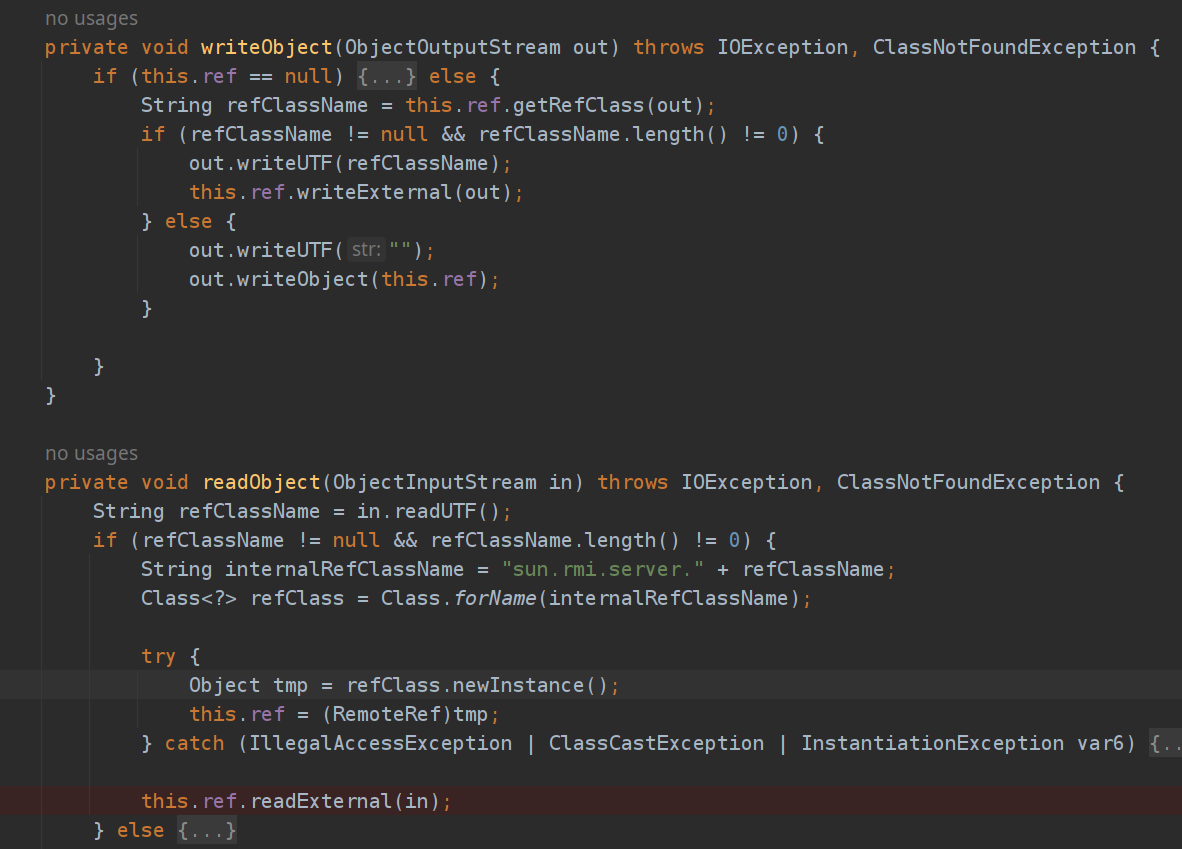 no usages
private void writeObject(ObjectOutputStream out) throws IOException, ClassNotFoundException {
    if (this.ref == null) {...} else {
        String refClassName = this.ref.getRefClass(out);
        if (refClassName != null && refClassName.length() != 0) {
            out.writeUTF(refClassName);
            this.ref.writeExternal(out);
        } else {
            out.writeUTF( str: "");
            out.writeObject(this.ref);
        }

    }
}

no usages
private void readObject(ObjectInputStream in) throws IOException, ClassNotFoundException {
    String refClassName = in.readUTF();
    if (refClassName != null && refClassName.length() != 0) {
        String internalRefClassName = "sun.rmi.server." + refClassName;
        Class<?> refClass = Class.forName(internalRefClassName);

        try {
            Object tmp = refClass.newInstance();
            this.ref = (RemoteRef)tmp;
        } catch (IllegalAccessException | ClassCastException | InstantiationException var6) {..

        this.ref.readExternal(in);
    } else {...}